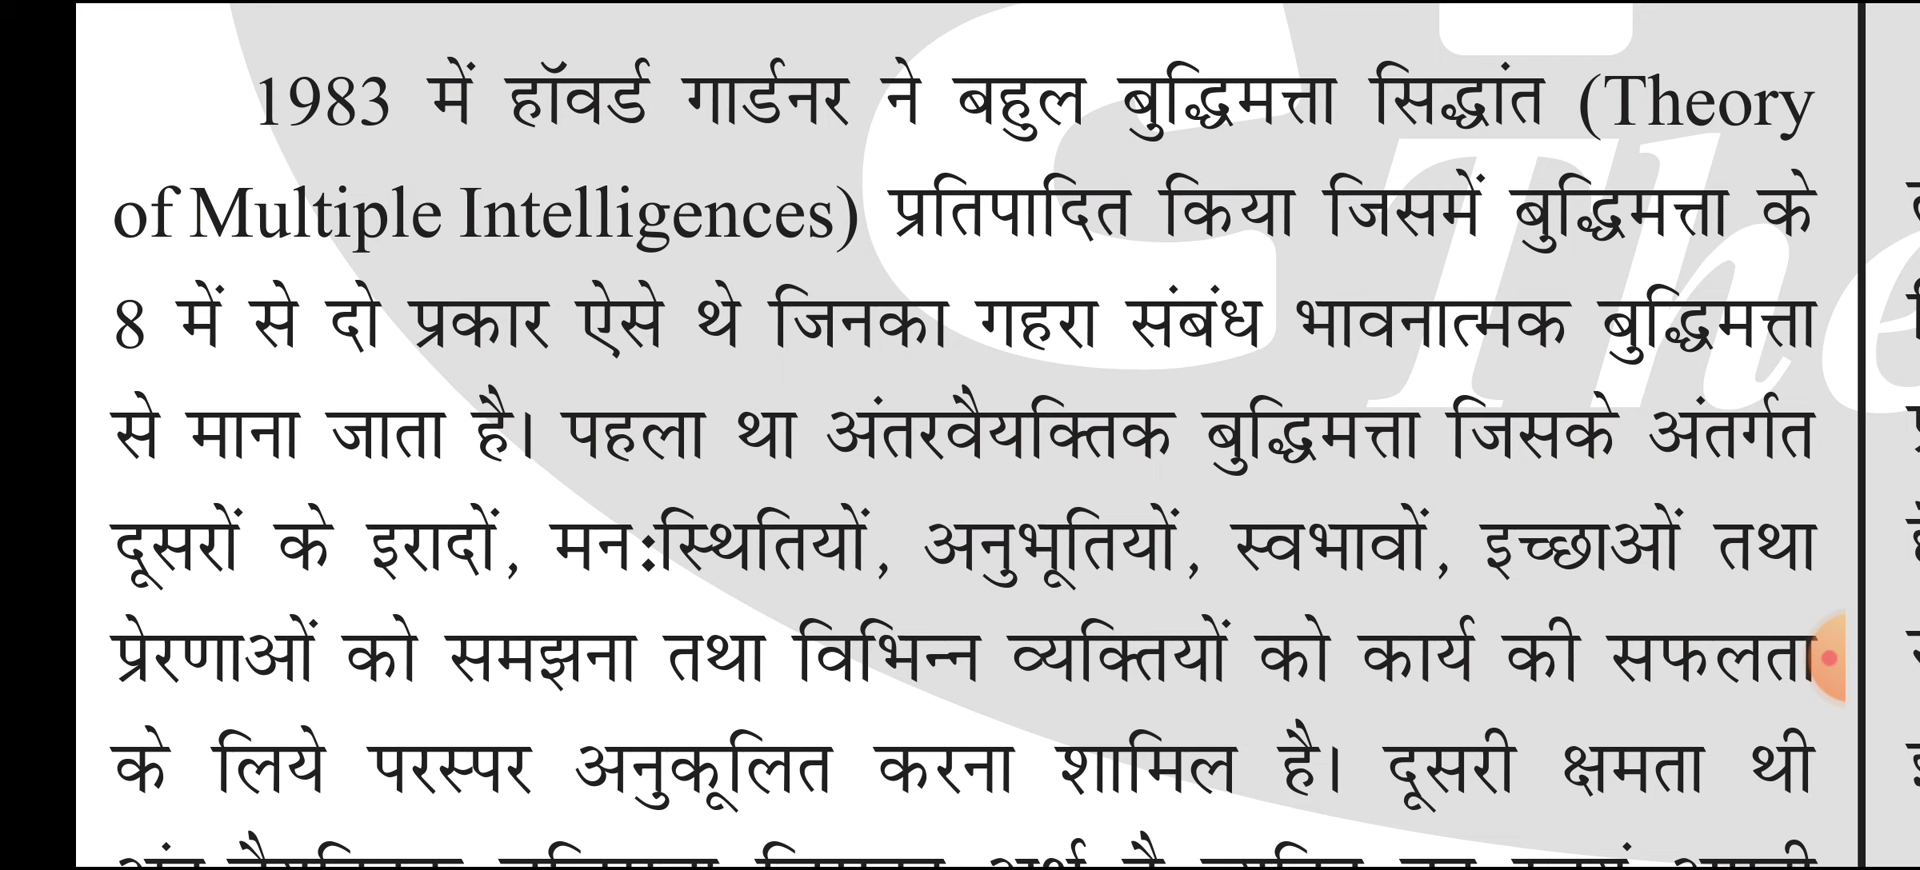 1983 में हॉवर्ड गार्डनर ने बहुल बुद्धिमत्ता सिद्धांत (Theory
of Multiple Intelligences) प्रतिपादित किया जिसमें बुद्धिमत्ता के
8 में से दो प्रकार ऐसे थे जिनका गहरा संबंध भावनात्मक बुद्धिमत्ता
से माना जाता है। पहला था अंतरवैयक्तिक बुद्धिमत्ता जिसके अंतर्गत
दूसरों के इरादों, मन:स्थितियों, अनुभूतियों, स्वभावों, इच्छाओं तथा
प्रेरणाओं को समझना तथा विभिन्न व्यक्तियों को कार्य की सफलता
के लिये परस्पर अनुकूलित करना शामिल है। दूसरी क्षमता थी
The